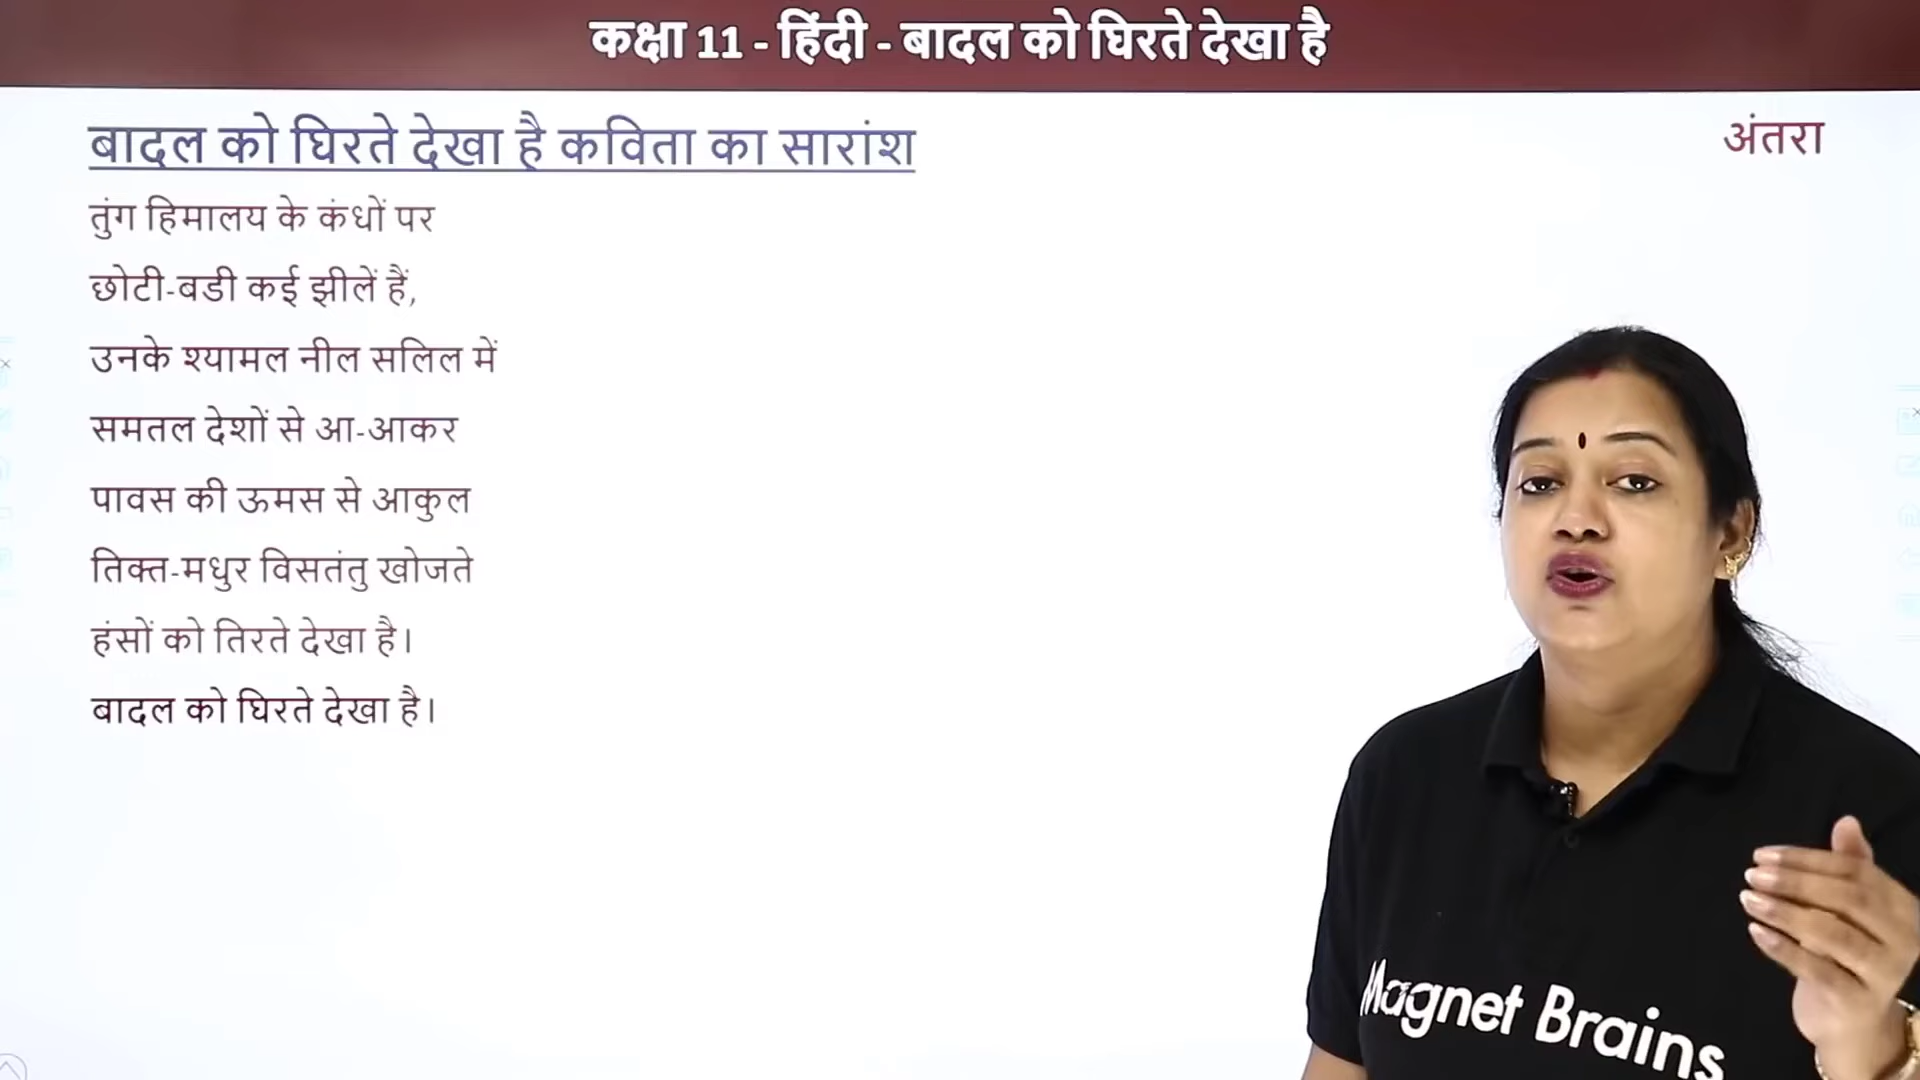 कक्षा 11 - हिंदी - बादल को घिरते देखा है
बादल को घिरते देखा है कविता का सारांश
अंतरा
तुंग हिमालय के कंधों पर
छोटी-बडी कई झीलें हैं,
उनके श्यामल नील सलिल में
समतल देशों से आ-आकर
पावस की ऊमस से आकुल
तिक्त-मधुर विसतंतु खोजते
हंसों को तिरते देखा है।
बादल को घिरते देखा है।
Magnet Brains